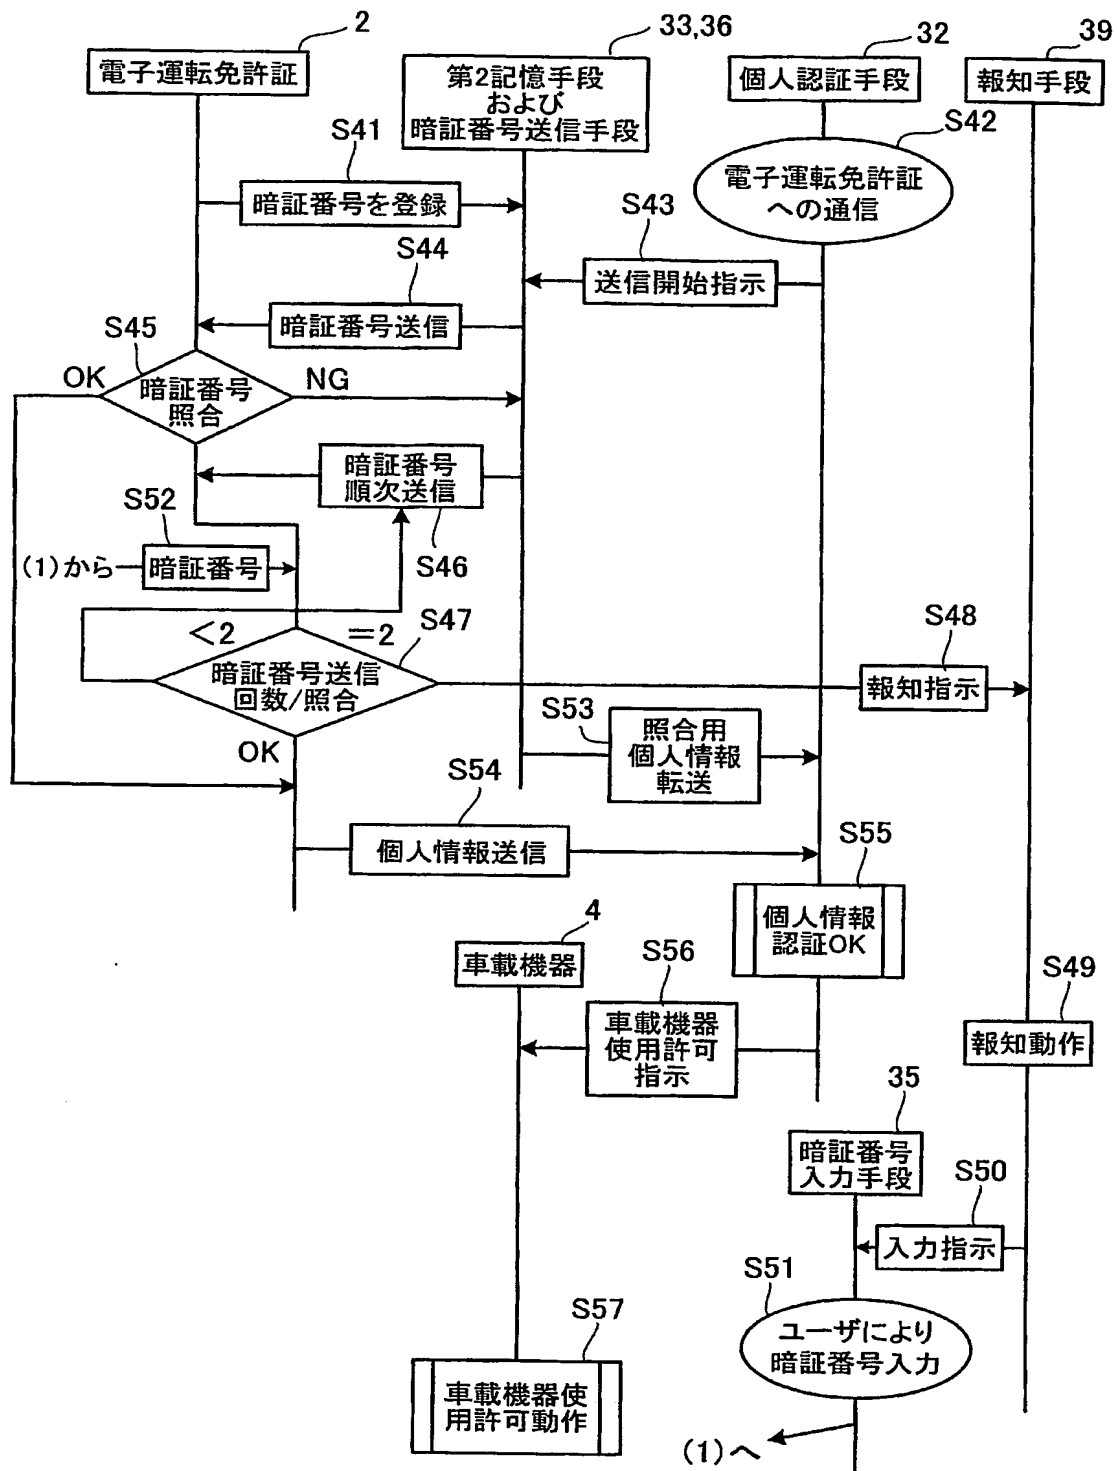 2
電子運転免許証
33,36
第2記憶手段
および
暗証番号送信手段
32
個人認証手段
39
報知手段
S41
暗証番号を登録
S42
電子運転免許証
への通信
S43
送信開始指示
S44
暗証番号送信
S45
OK
暗証番号
照合
NG
暗証番号
順次送信
S46
S52
(1)から
暗証番号
<2
=2
S47
暗証番号送信
回数/照合
OK
S48
報知指示
S53
照合用
個人情報
転送
S54
個人情報送信
S55
個人情報
認証OK
4
車載機器
S56
車載機器
使用許可
指示
S49
報知動作
35
暗証番号
入力手段
S50
入力指示
S51
ユーザにより
暗証番号入力
S57
車載機器使
用許可動作
(1)へ